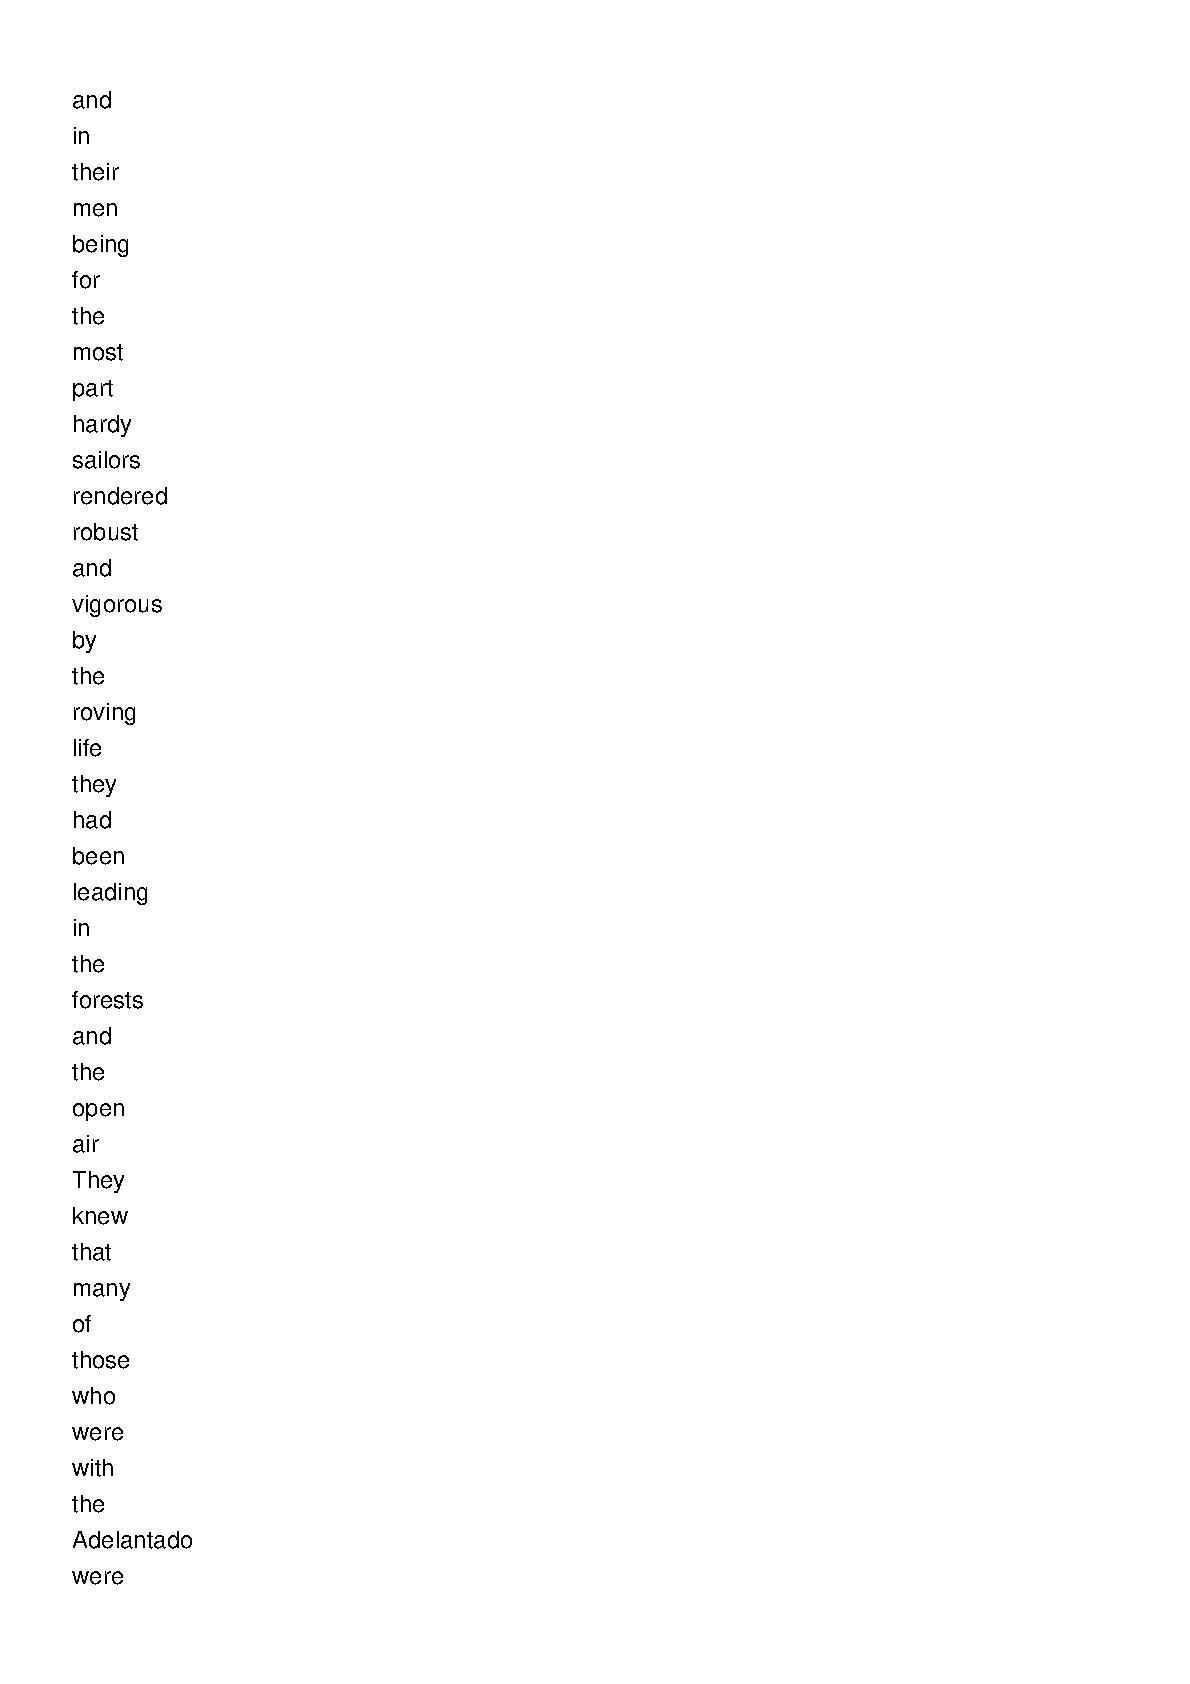 and
in
their
men
being
for
the
most
part
hardy
sailors
rendered
robust
and
vigorous
by
the
roving
life
they
had
been
leading
in
the
forests
and
the
open
air
They
knew
that
many
of
those
who
were
with
the
Adelantado
were